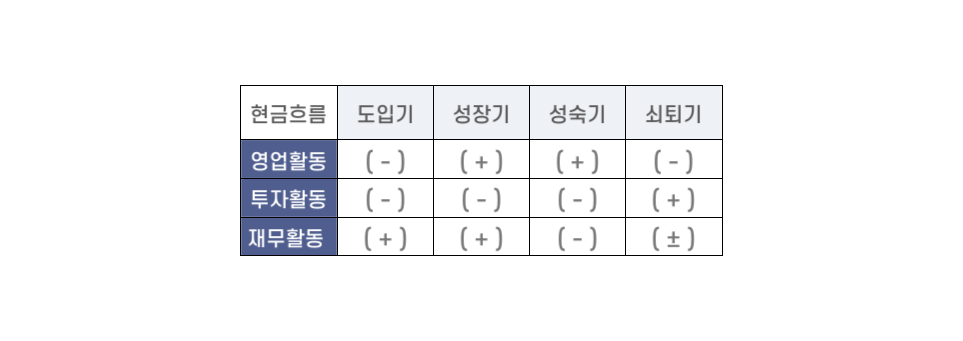 현금흐름 도입기 성장기 성숙기 쇠퇴기
영업활동 ( - ) ( + ) ( + ) ( - )
투자활동 ( - ) ( - ) ( - ) ( + )
재무활동 ( + ) ( + ) ( - ) ( ± )